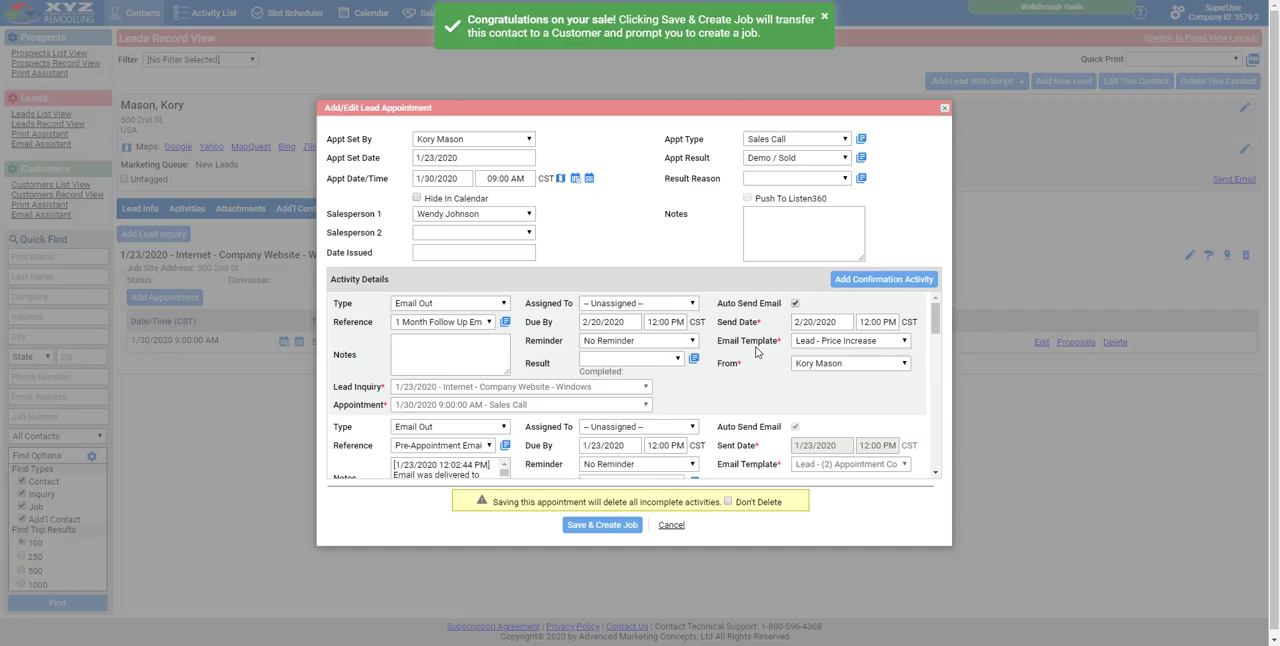 XYZ
REMODELING
Contacts
Activity List
Slot Scheduler
Calendar
Walkthrough Guide
SuperUser
Company ID: 3579-2
Congratulations on your sale! Clicking Save & Create Job will transfer
this contact to a Customer and prompt you to create a job.
Prospects
Prospects List View
Prospects Record View
Print Assistant
Leads
Leads List View
Leads Record View
Print Assistant
Email Assistant
Customers
Customers List View
Customers Record View
Print Assistant
Email Assistant
Quick Find
First Name
Last Name
Company
Address
City
State
Zip
Phone Number
Email Address
Job Number
All Contacts
Find Options
Find Types
Contact
Inquiry
Job
Add'l Contact
Find Top Results
100
250
500
1000
Find
Leads Record View
(Switch to Panel View Layout)
Filter [No Filter Selected]
Quick Print
Add Lead With Script
Add New Lead
Edit This Contact
Delete This Contact
Mason, Kory
500 2nd St.
USA
Maps: Google Yahoo MapQuest Bing
Marketing Queue: New Leads
Untagged
Send Email
Lead Info Activities Attachments Add'l Con
Add Lead Inquiry
1/23/2020 - Internet - Company Website - W
Job Site Address: 500 2nd St.
Status: Canvasser:
Add Appointment
Date/Time (CST)
1/30/2020 9:00:00 AM
Edit Proposals Delete
Add/Edit Lead Appointment
Appt Set By Kory Mason
Appt Type Sales Call
Appt Set Date 1/23/2020
Appt Result Demo / Sold
Appt Date/Time 1/30/2020 09:00 AM CST
Result Reason
Hide In Calendar
Push To Listen360
Salesperson 1 Wendy Johnson
Notes
Salesperson 2
Date Issued
Activity Details
Add Confirmation Activity
Type Email Out Assigned To -- Unassigned -- Auto Send Email
Reference 1 Month Follow Up Em Due By 2/20/2020 12:00 PM CST Send Date* 2/20/2020 12:00 PM CST
Notes Reminder No Reminder Email Template* Lead - Price Increase
Result From* Kory Mason
Completed:
Lead Inquiry* 1/23/2020 - Internet - Company Website - Windows
Appointment* 1/30/2020 9:00:00 AM - Sales Call
Type Email Out Assigned To -- Unassigned -- Auto Send Email
Reference Pre-Appointment Emai Due By 1/23/2020 12:00 PM CST Sent Date* 1/23/2020 12:00 PM CST
[1/23/2020 12:02:44 PM] Reminder No Reminder Email Template* Lead - (2) Appointment Co
Notes Email was delivered to
Saving this appointment will delete all incomplete activities. Don't Delete
Save & Create Job
Cancel
Subscription Agreement | Privacy Policy | Contact Us | Contact Technical Support: 1-800-596-4368
Copyright© 2020 by Advanced Marketing Concepts, Ltd All Rights Reserved